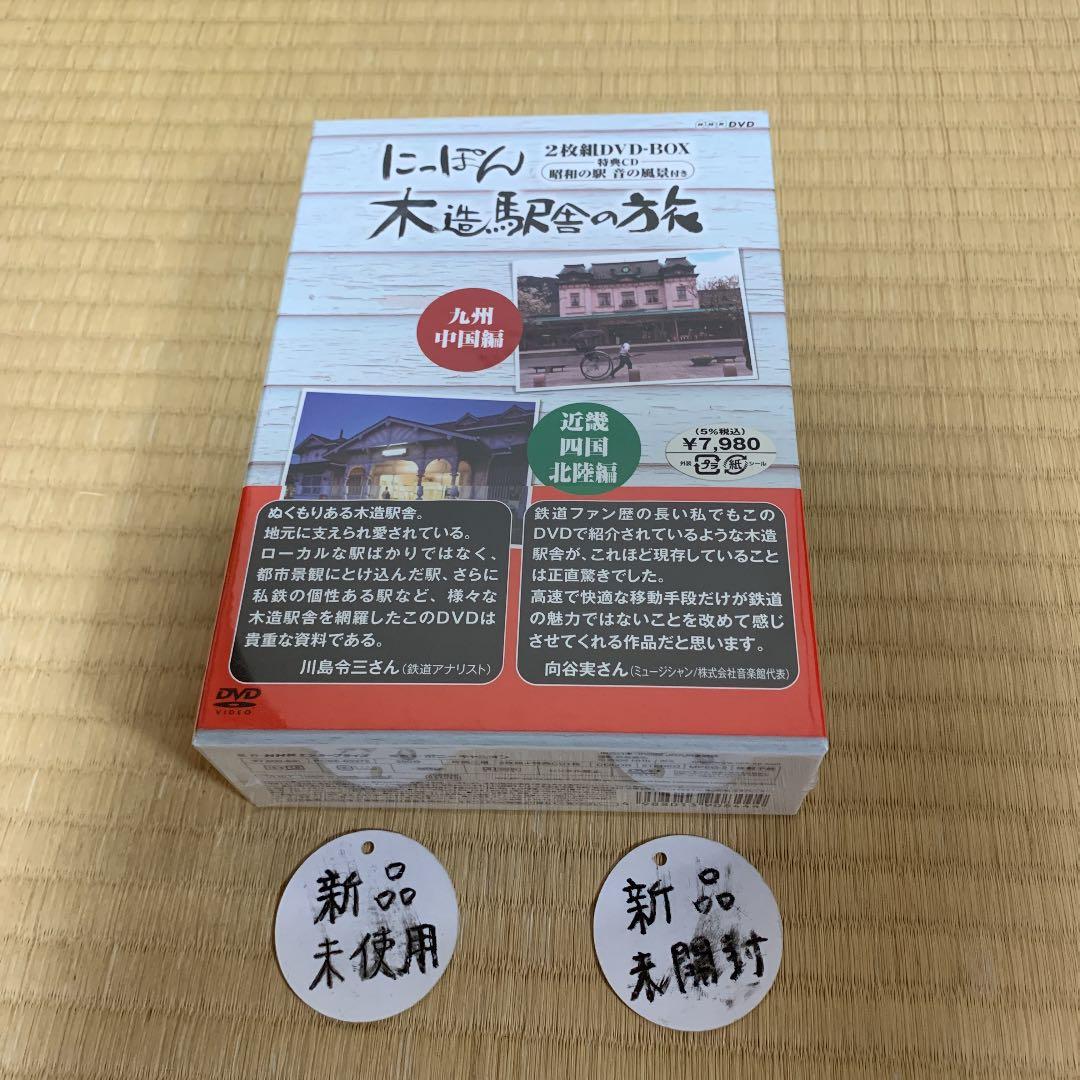 NHK DVD
にっぽん
木造駅舎の旅
2枚組DVD-BOX
特典CD
昭和の駅 音の風景付き
九州
中国編
近畿
四国
北陸編
(5%税込)
¥7,980
外装 プラ 紙 シール
ぬくもりある木造駅舎。
地元に支えられ愛されている。
ローカルな駅ばかりではなく、
都市景観にとけ込んだ駅、さらに
私鉄の個性ある駅など、様々な
木造駅舎を網羅したこのDVDは
貴重な資料である。
川島令三さん(鉄道アナリスト)
鉄道ファン歴の長い私でもこの
DVDで紹介されているような木造
駅舎が、これほど現存していること
は正直驚きでした。
高速で快適な移動手段だけが鉄道
の魅力ではないことを改めて感じ
させてくれる作品だと思います。
向谷実さん(ミュージシャン/株式会社音楽館代表)
DVD
VIDEO
新品
未使用
新品
未開封